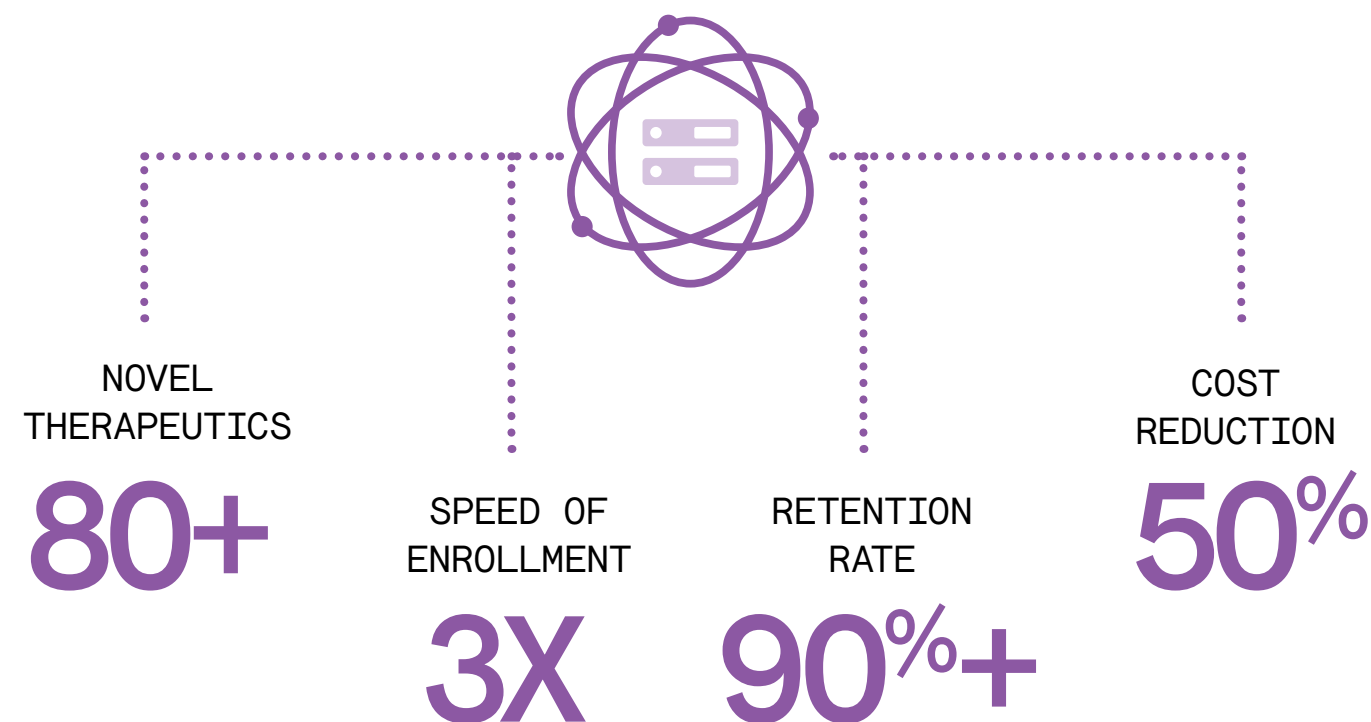 NOVEL
THERAPEUTICS
80+
SPEED OF
ENROLLMENT
3X
RETENTION
RATE
90%+
COST
REDUCTION
50%